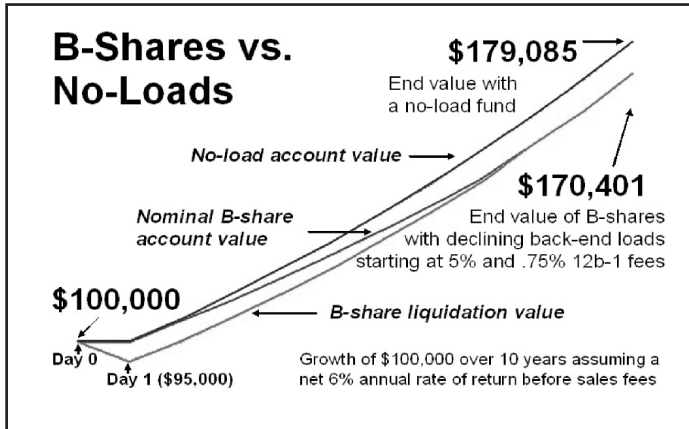 B-Shares vs.
No-Loads
$179,085
End value with
a no-load fund
No-load account value
$170,401
Nominal B-share
account value
End value of B-shares
with declining back-end loads
starting at 5% and .75% 12b-1 fees
$100,000
B-share liquidation value
Day 0
Day 1 ($95,000)
Growth of $100,000 over 10 years assuming a
net 6% annual rate of return before sales fees